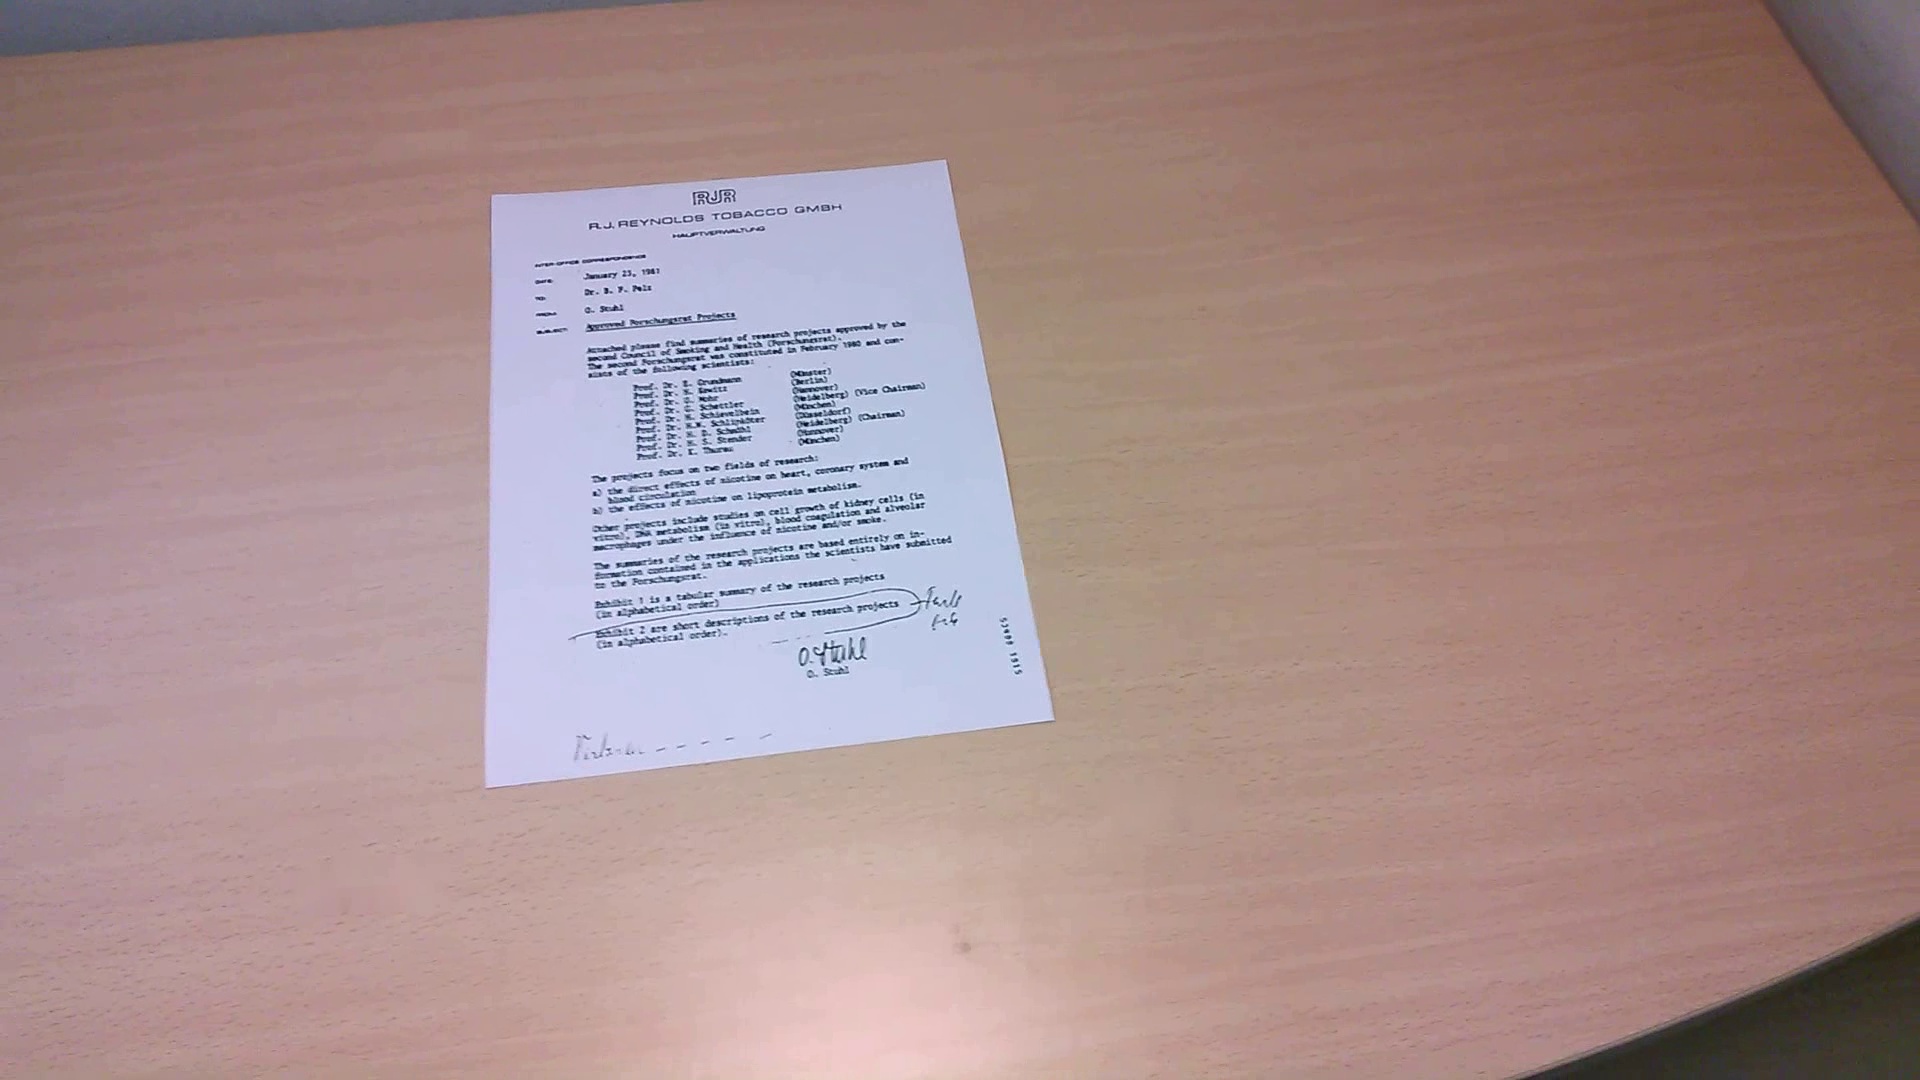 RJR
R.J. REYNOLDS TOBACCO GMBH
HAUPTVERWALTUNG
INTER-OFFICE CORRESPONDENCE
DATE: January 23, 1981
TO: Dr. B. F. Pelz
FROM: O. Stuhl
SUBJECT: Approved Forschungsrat Projects
Attached please find summaries of research projects approved by the
second Council of Smoking and Health (Forschungsrat).
The second Forschungsrat was constituted in February 1980 and con-
sists of the following scientists:
Prof. Dr. E. Grundmann (Münster)
Prof. Dr. H. Kewitz (Berlin)
Prof. Dr. U. Mohr (Hannover)
Prof. Dr. G. Schettler (Heidelberg) (Vice Chairman)
Prof. Dr. H. Schievelbein (München)
Prof. Dr. H.W. Schlipköter (Düsseldorf)
Prof. Dr. H. D. Schmähl (Heidelberg) (Chairman)
Prof. Dr. H. S. Stender (Hannover)
Prof. Dr. K. Thurau (München)
The projects focus on two fields of research:
a) the direct effects of nicotine on heart, coronary system and
blood circulation
b) the effects of nicotine on lipoprotein metabolism.
Other projects include studies on cell growth of kidney cells (in
vitro), DNA metabolism (in vitro), blood coagulation and alveolar
macrophages under the influence of nicotine and/or smoke.
The summaries of the research projects are based entirely on in-
formation contained in the applications the scientists have submitted
to the Forschungsrat.
Exhibit 1 is a tabular summary of the research projects
(in alphabetical order)
Exhibit 2 are short descriptions of the research projects
(in alphabetical order).
O. Stuhl
O. Stuhl